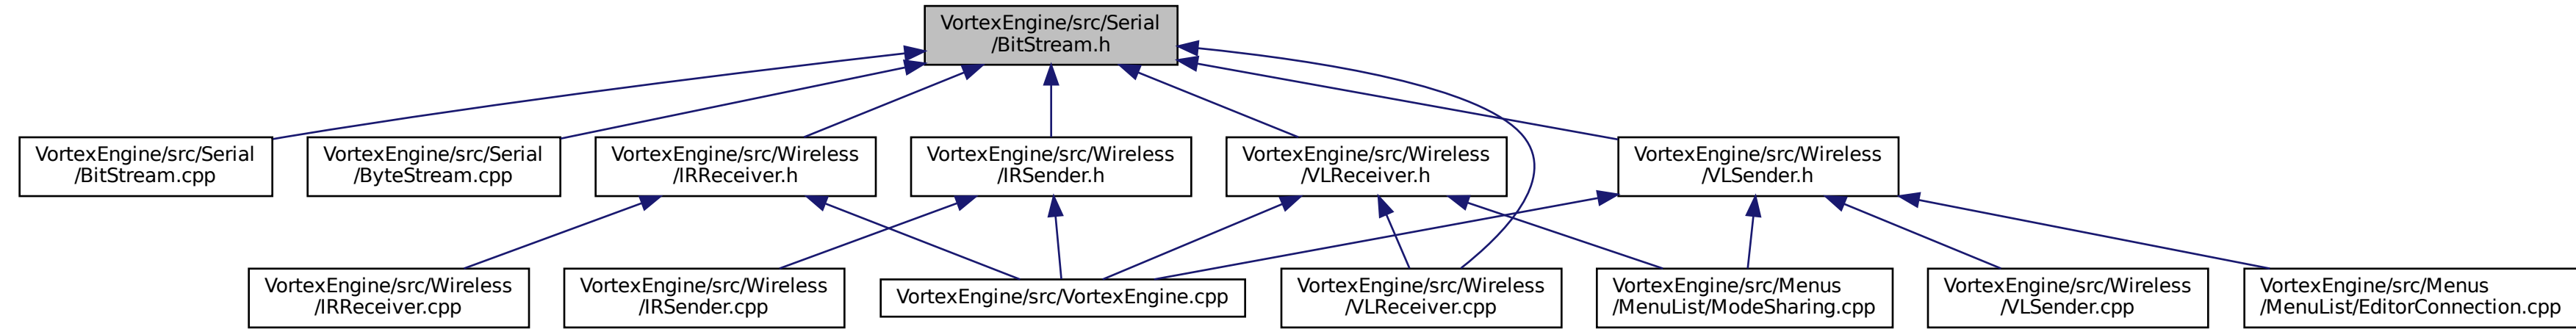 VortexEngine/src/Serial
/BitStream.h
VortexEngine/src/Serial
/BitStream.cpp
VortexEngine/src/Serial
/ByteStream.cpp
VortexEngine/src/Wireless
/IRReceiver.h
VortexEngine/src/Wireless
/IRSender.h
VortexEngine/src/Wireless
/VLReceiver.h
VortexEngine/src/Wireless
/VLSender.h
VortexEngine/src/Wireless
/IRReceiver.cpp
VortexEngine/src/Wireless
/IRSender.cpp
VortexEngine/src/VortexEngine.cpp
VortexEngine/src/Wireless
/VLReceiver.cpp
VortexEngine/src/Menus
/MenuList/ModeSharing.cpp
VortexEngine/src/Wireless
/VLSender.cpp
VortexEngine/src/Menus
/MenuList/EditorConnection.cpp